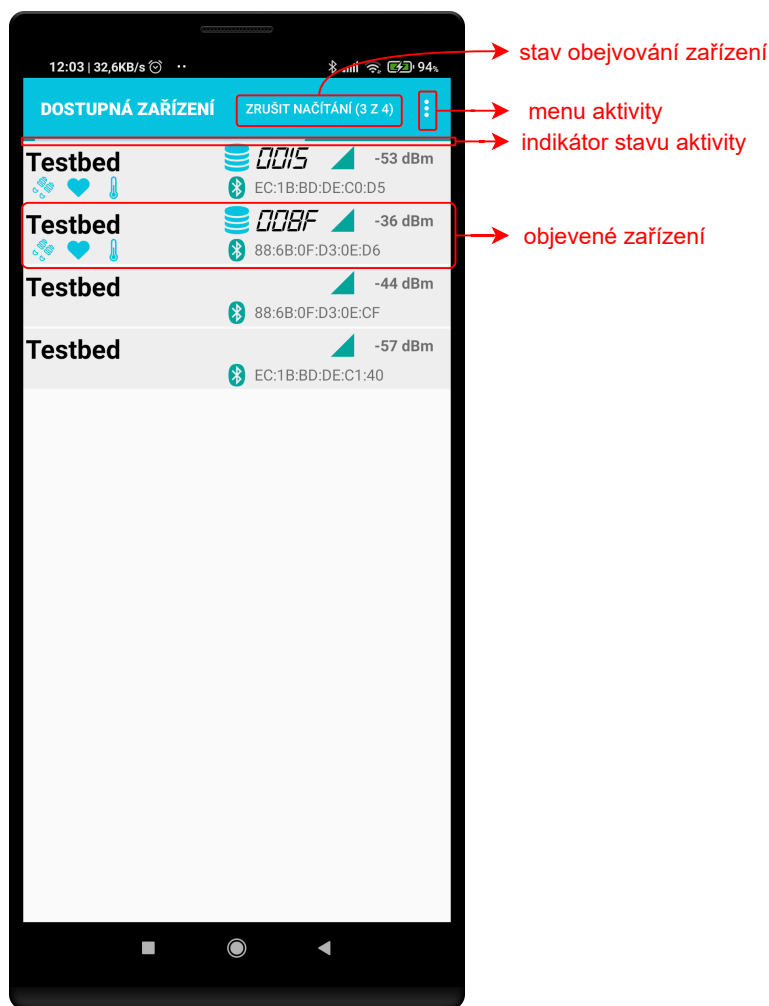 12:03 | 32,6KB/s
94%
DOSTUPNÁ ZAŘÍZENÍ
ZRUŠIT NAČÍTÁNÍ (3 Z 4)
stav obejvování zařízení
menu aktivity
indikátor stavu aktivity
Testbed
0015
-53 dBm
EC:1B:BD:DE:C0:D5
Testbed
008F
-36 dBm
88:6B:0F:D3:0E:D6
objevené zařízení
Testbed
-44 dBm
88:6B:0F:D3:0E:CF
Testbed
-57 dBm
EC:1B:BD:DE:C1:40